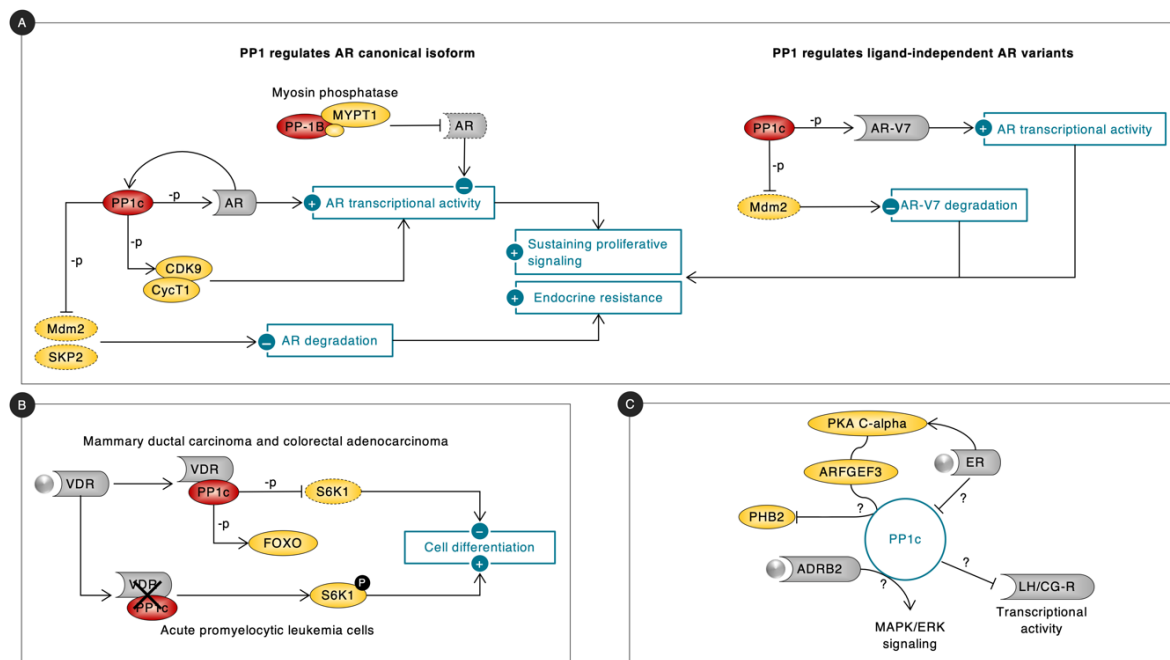 A
PP1 regulates AR canonical isoform
PP1 regulates ligand-independent AR variants
Myosin phosphatase
MYPT1
PP-1B
AR
PP1c
-p
AR-V7
+
AR transcriptional activity
-p
Mdm2
−
AR-V7 degradation
−
PP1c
-p
AR
+
AR transcriptional activity
-p
-p
CDK9
CycT1
+
Sustaining proliferative
signaling
+
Endocrine resistance
Mdm2
SKP2
−
AR degradation
B
Mammary ductal carcinoma and colorectal adenocarcinoma
VDR
VDR
PP1c
-p
S6K1
-p
FOXO
−
Cell differentiation
+
VDR
PP1c
S6K1
P
Acute promyelocytic leukemia cells
C
PKA C-alpha
ER
ARFGEF3
?
?
PHB2
PP1c
ADRB2
?
?
LH/CG-R
Transcriptional
activity
MAPK/ERK
signaling